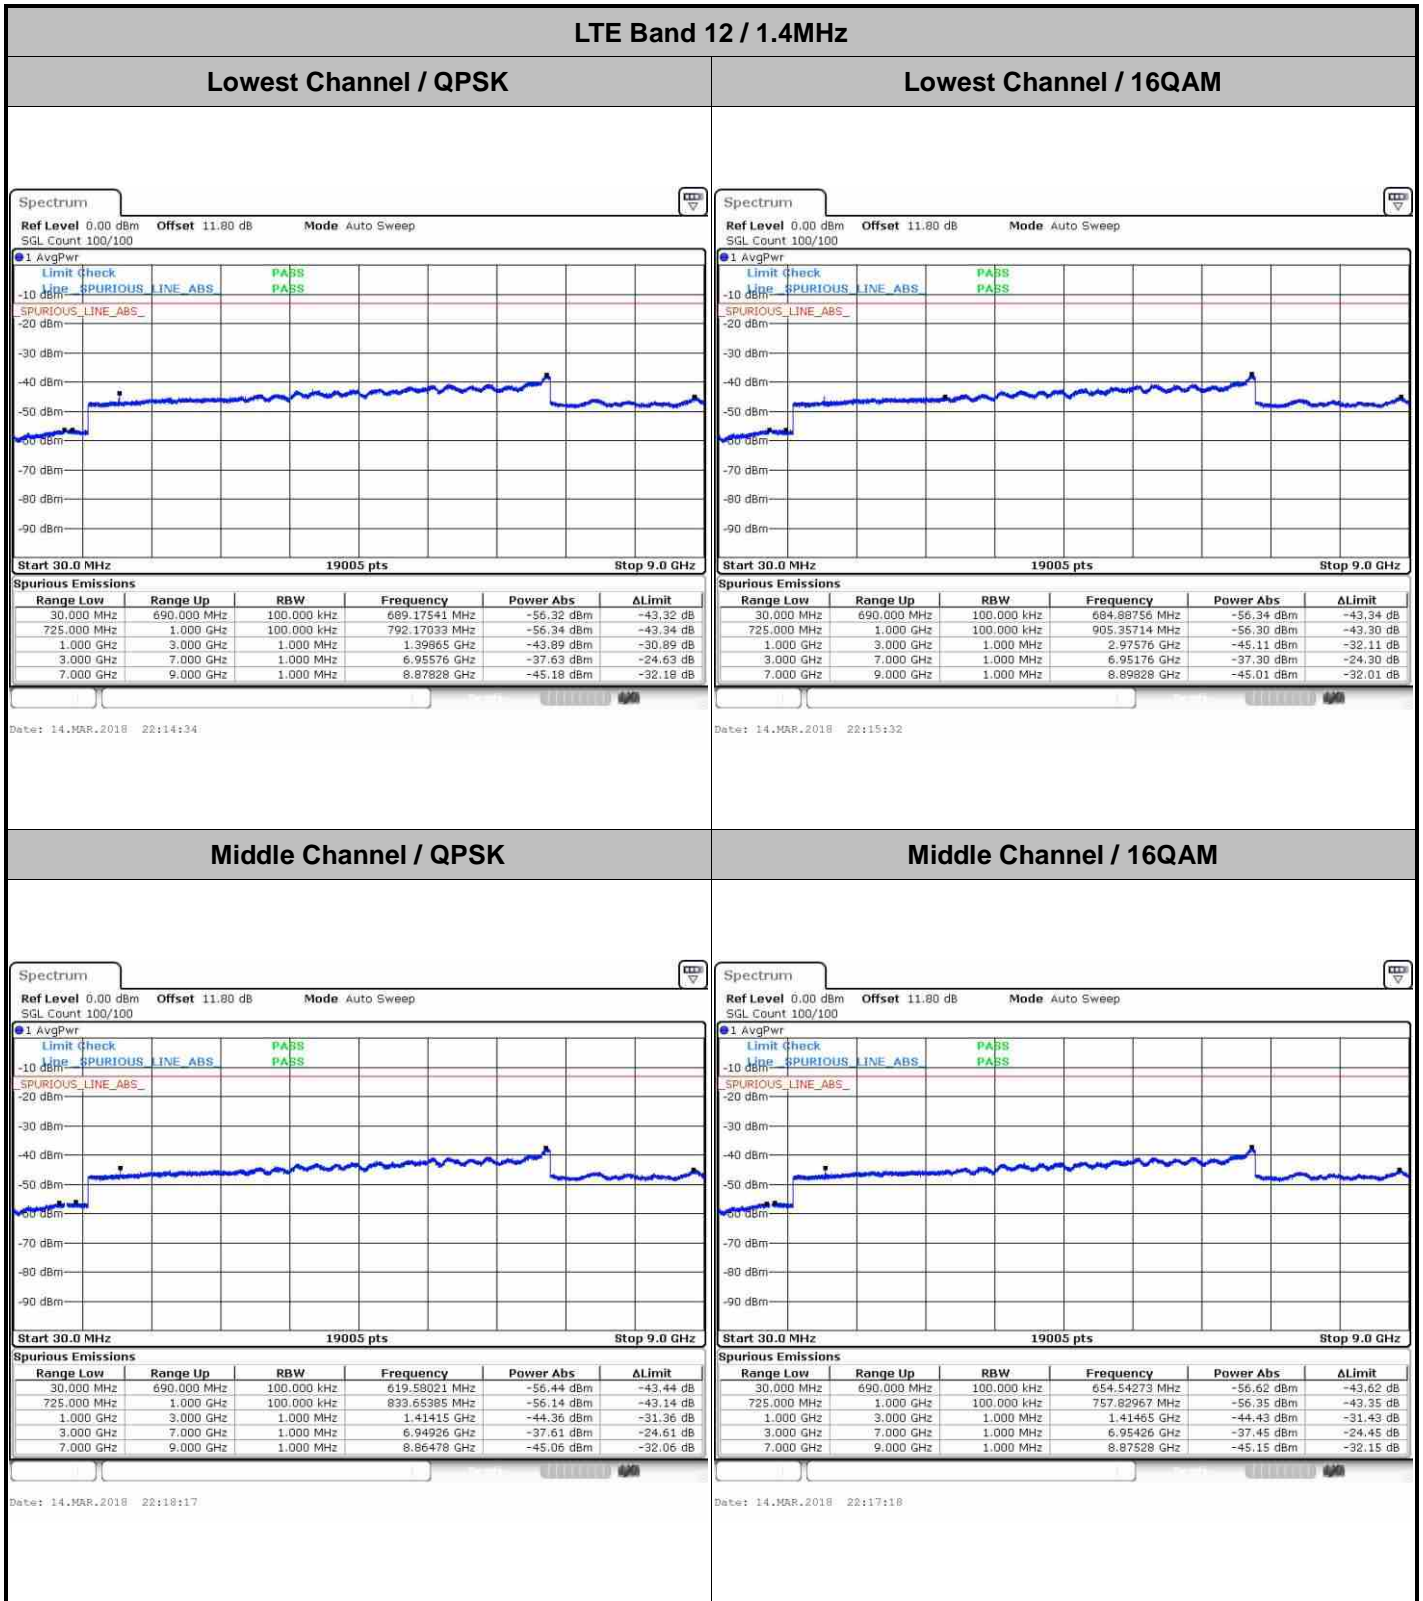 LTE Band 12 / 1.4MHz
Lowest Channel / QPSK
Lowest Channel / 16QAM
Spectrum
Ref Level 0.00 dBm Offset 11.80 dB Mode Auto Sweep
SGL Count 100/100
1 AvgPwr
Limit Check PASS
Line _SPURIOUS_LINE_ABS_ PASS
-10 dBm
_SPURIOUS_LINE_ABS_
-20 dBm
-30 dBm
-40 dBm
-50 dBm
-60 dBm
-70 dBm
-80 dBm
-90 dBm
Start 30.0 MHz 19005 pts Stop 9.0 GHz
Spurious Emissions
Range Low Range Up RBW Frequency Power Abs ΔLimit
30.000 MHz 690.000 MHz 100.000 kHz 689.17541 MHz -56.32 dBm -43.32 dB
725.000 MHz 1.000 GHz 100.000 kHz 792.17033 MHz -56.34 dBm -43.34 dB
1.000 GHz 3.000 GHz 1.000 MHz 1.39865 GHz -43.89 dBm -30.89 dB
3.000 GHz 7.000 GHz 1.000 MHz 6.95576 GHz -37.63 dBm -24.63 dB
7.000 GHz 9.000 GHz 1.000 MHz 8.87828 GHz -45.18 dBm -32.18 dB
Date: 14.MAR.2018 22:14:34
Spectrum
Ref Level 0.00 dBm Offset 11.80 dB Mode Auto Sweep
SGL Count 100/100
1 AvgPwr
Limit Check PASS
Line _SPURIOUS_LINE_ABS_ PASS
-10 dBm
_SPURIOUS_LINE_ABS_
-20 dBm
-30 dBm
-40 dBm
-50 dBm
-60 dBm
-70 dBm
-80 dBm
-90 dBm
Start 30.0 MHz 19005 pts Stop 9.0 GHz
Spurious Emissions
Range Low Range Up RBW Frequency Power Abs ΔLimit
30.000 MHz 690.000 MHz 100.000 kHz 684.88756 MHz -56.34 dBm -43.34 dB
725.000 MHz 1.000 GHz 100.000 kHz 905.35714 MHz -56.30 dBm -43.30 dB
1.000 GHz 3.000 GHz 1.000 MHz 2.97576 GHz -45.11 dBm -32.11 dB
3.000 GHz 7.000 GHz 1.000 MHz 6.95176 GHz -37.30 dBm -24.30 dB
7.000 GHz 9.000 GHz 1.000 MHz 8.89828 GHz -45.01 dBm -32.01 dB
Date: 14.MAR.2018 22:15:32
Middle Channel / QPSK
Middle Channel / 16QAM
Spectrum
Ref Level 0.00 dBm Offset 11.80 dB Mode Auto Sweep
SGL Count 100/100
1 AvgPwr
Limit Check PASS
Line _SPURIOUS_LINE_ABS_ PASS
-10 dBm
_SPURIOUS_LINE_ABS_
-20 dBm
-30 dBm
-40 dBm
-50 dBm
-60 dBm
-70 dBm
-80 dBm
-90 dBm
Start 30.0 MHz 19005 pts Stop 9.0 GHz
Spurious Emissions
Range Low Range Up RBW Frequency Power Abs ΔLimit
30.000 MHz 690.000 MHz 100.000 kHz 619.58021 MHz -56.44 dBm -43.44 dB
725.000 MHz 1.000 GHz 100.000 kHz 833.65385 MHz -56.14 dBm -43.14 dB
1.000 GHz 3.000 GHz 1.000 MHz 1.41415 GHz -44.36 dBm -31.36 dB
3.000 GHz 7.000 GHz 1.000 MHz 6.94926 GHz -37.61 dBm -24.61 dB
7.000 GHz 9.000 GHz 1.000 MHz 8.86478 GHz -45.06 dBm -32.06 dB
Date: 14.MAR.2018 22:18:17
Spectrum
Ref Level 0.00 dBm Offset 11.80 dB Mode Auto Sweep
SGL Count 100/100
1 AvgPwr
Limit Check PASS
Line _SPURIOUS_LINE_ABS_ PASS
-10 dBm
_SPURIOUS_LINE_ABS_
-20 dBm
-30 dBm
-40 dBm
-50 dBm
-60 dBm
-70 dBm
-80 dBm
-90 dBm
Start 30.0 MHz 19005 pts Stop 9.0 GHz
Spurious Emissions
Range Low Range Up RBW Frequency Power Abs ΔLimit
30.000 MHz 690.000 MHz 100.000 kHz 654.54273 MHz -56.62 dBm -43.62 dB
725.000 MHz 1.000 GHz 100.000 kHz 757.82967 MHz -56.35 dBm -43.35 dB
1.000 GHz 3.000 GHz 1.000 MHz 1.41465 GHz -44.43 dBm -31.43 dB
3.000 GHz 7.000 GHz 1.000 MHz 6.95426 GHz -37.45 dBm -24.45 dB
7.000 GHz 9.000 GHz 1.000 MHz 8.87528 GHz -45.15 dBm -32.15 dB
Date: 14.MAR.2018 22:17:18